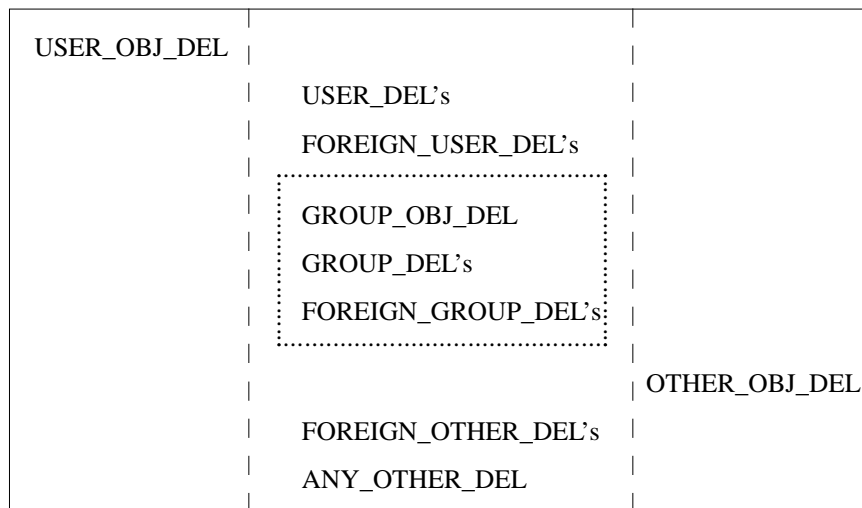 USER_OBJ_DEL
USER_DEL’s
FOREIGN_USER_DEL’s
GROUP_OBJ_DEL
GROUP_DEL’s
FOREIGN_GROUP_DEL’s
OTHER_OBJ_DEL
FOREIGN_OTHER_DEL’s
ANY_OTHER_DEL